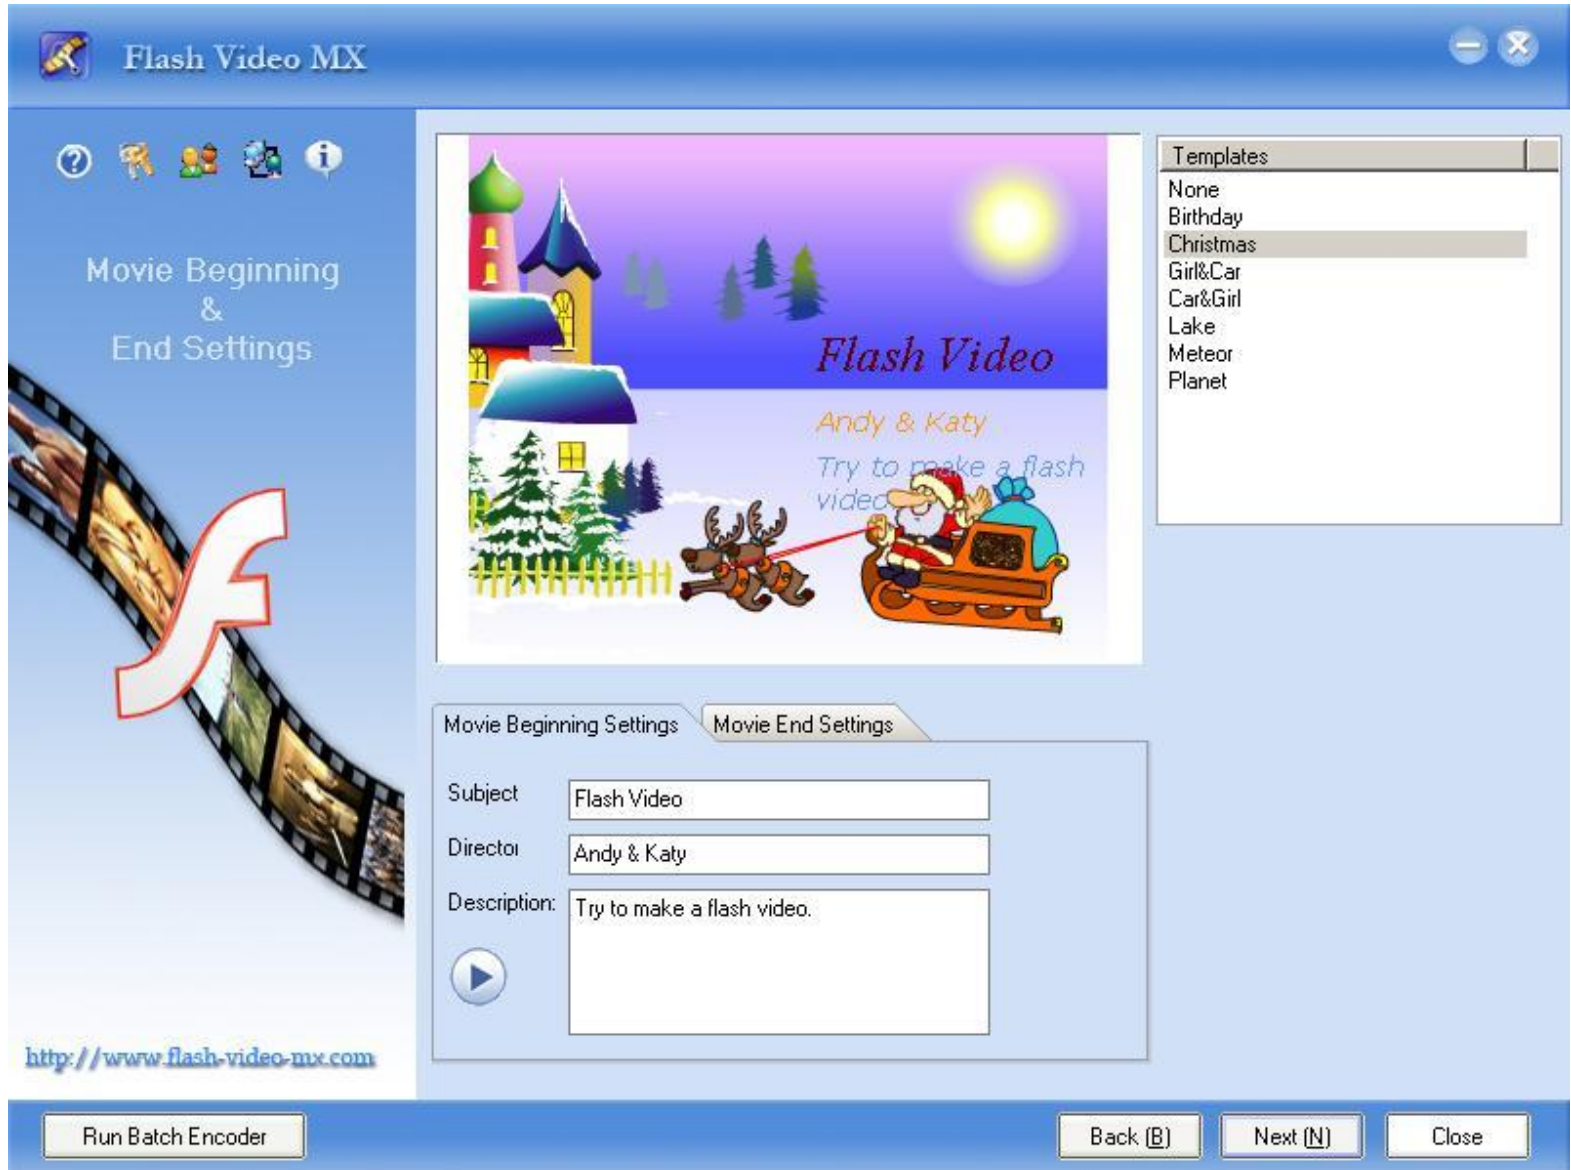 Flash Video MX
Movie Beginning
&
End Settings
http://www.flash-video-mx.com
Flash Video
Andy & Katy
Try to make a flash
video
Templates
None
Birthday
Christmas
Girl&Car
Car&Girl
Lake
Meteor
Planet
Movie Beginning Settings
Movie End Settings
Subject
Flash Video
Director
Andy & Katy
Description:
Try to make a flash video.
Run Batch Encoder
Back (B)
Next (N)
Close